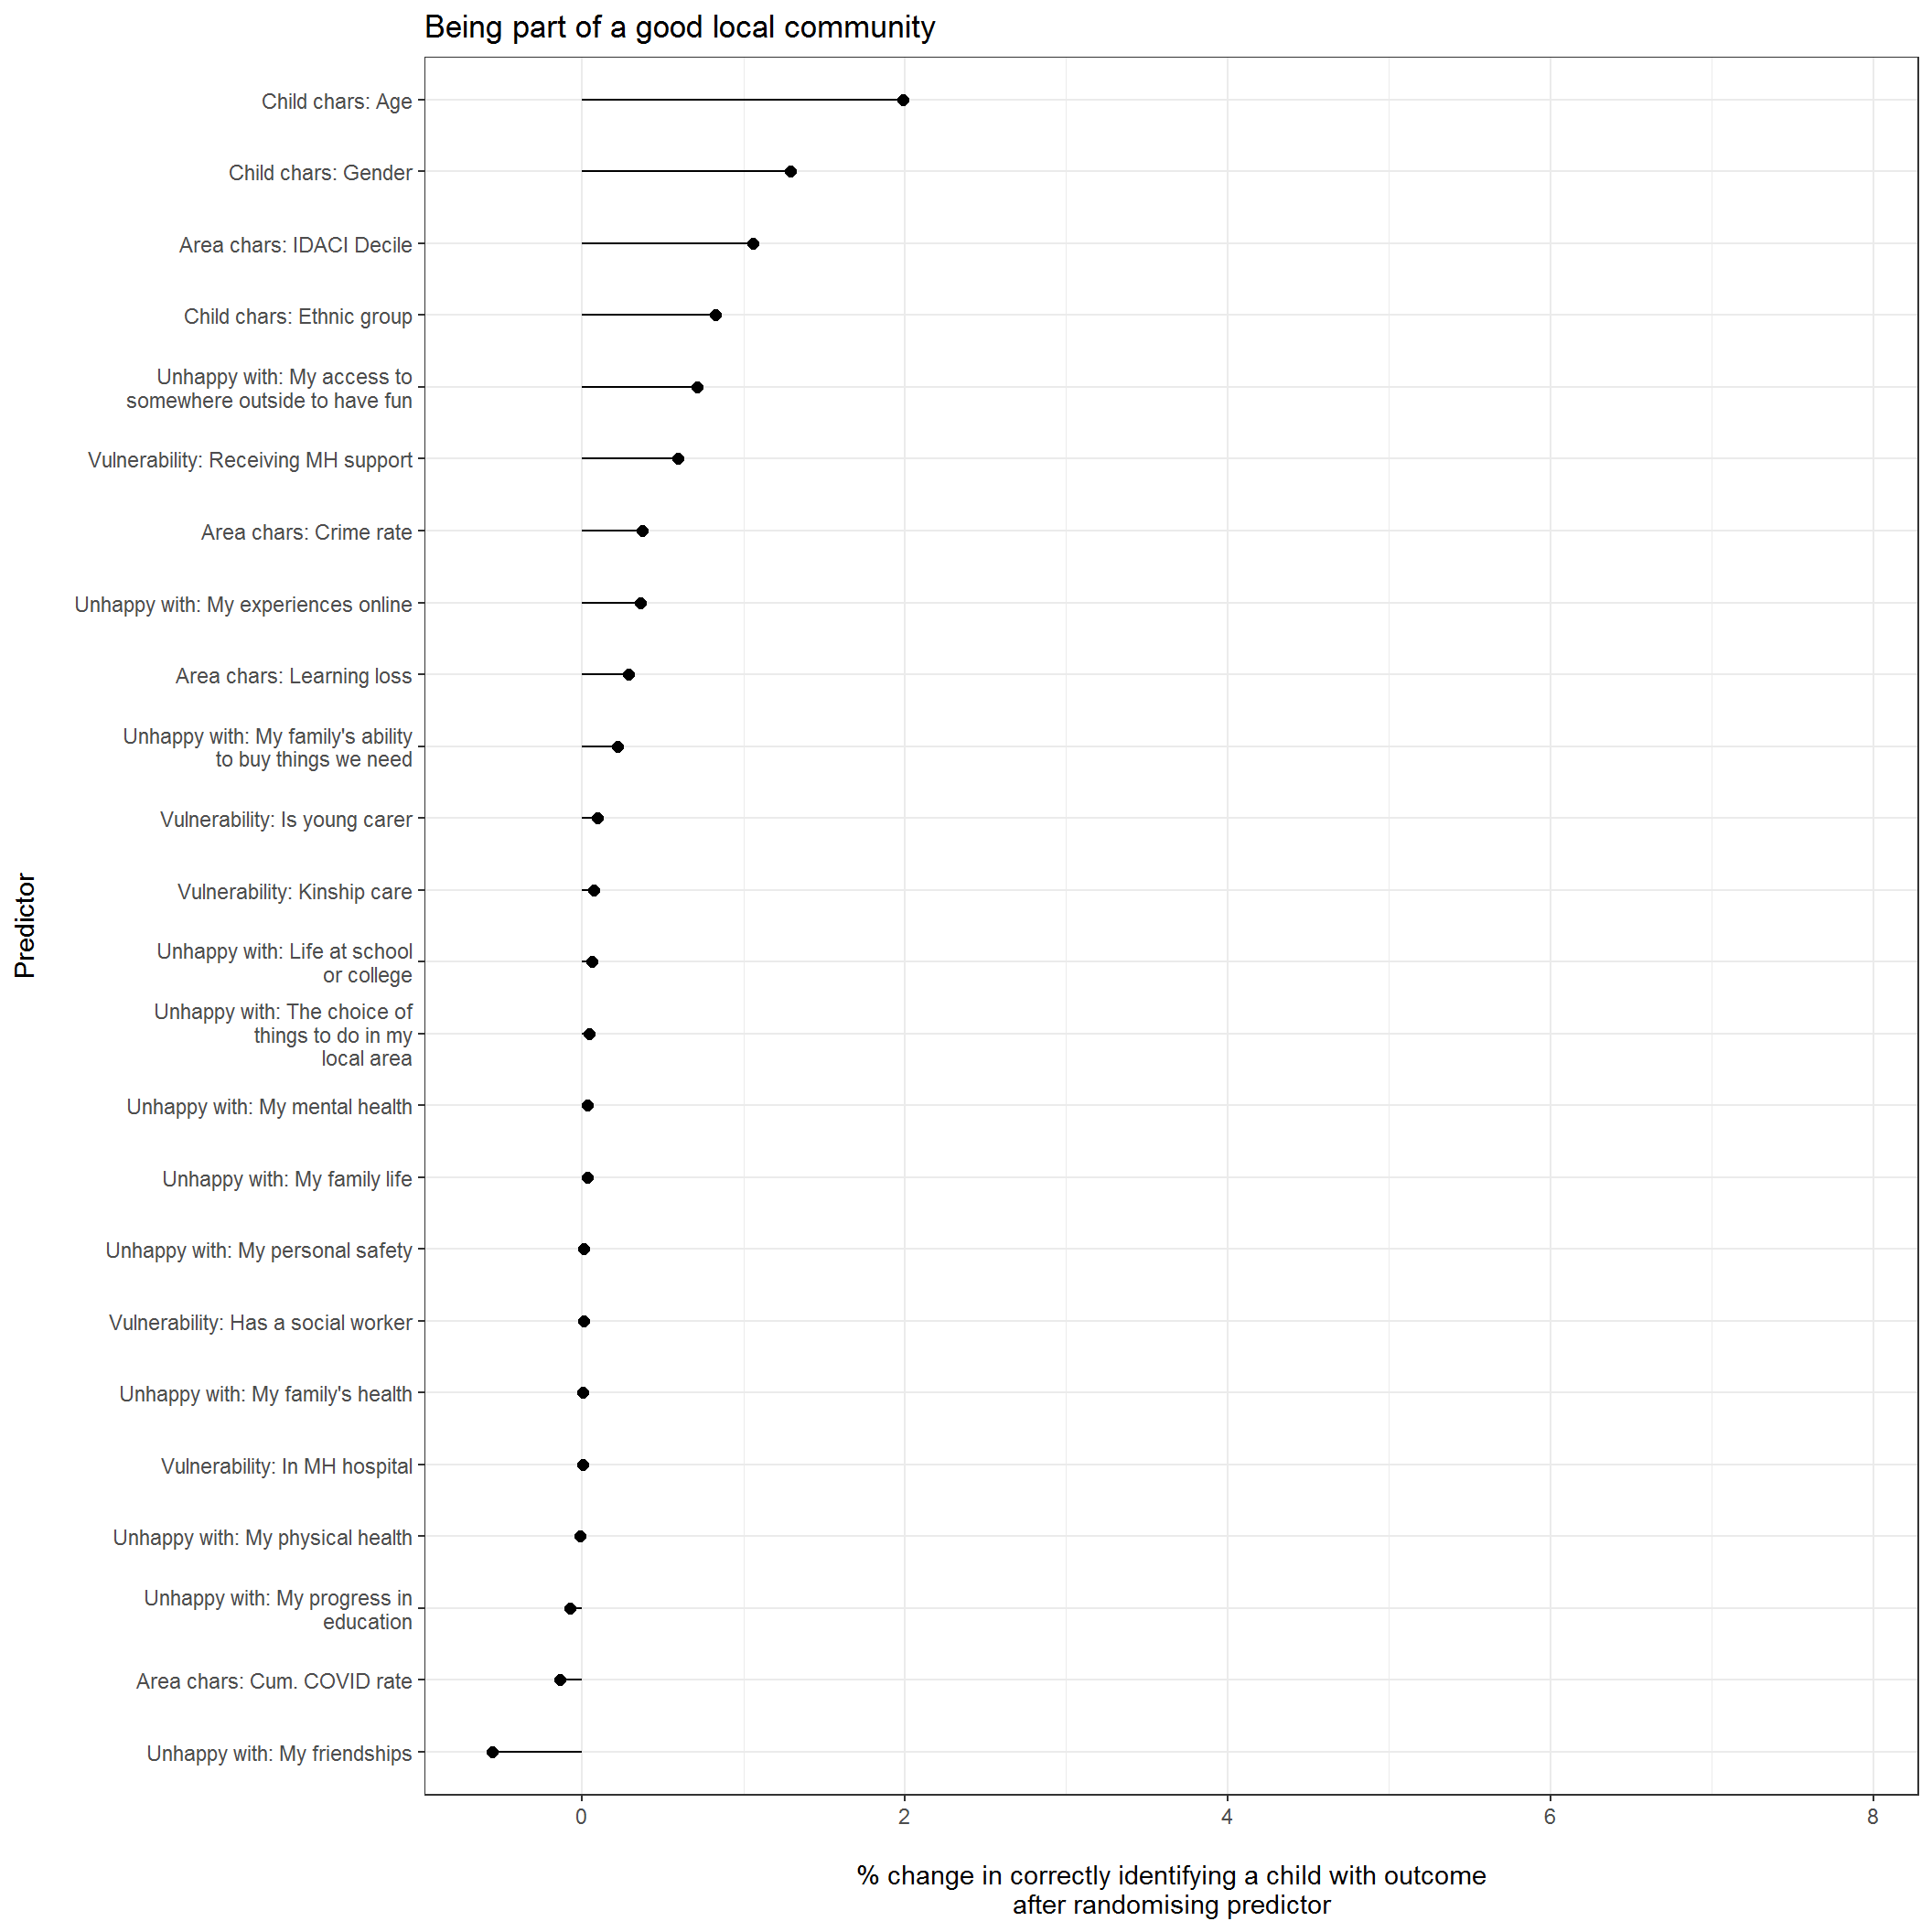 Being part of a good local community
Child chars: Age
Child chars: Gender
Area chars: IDACI Decile
Child chars: Ethnic group
Unhappy with: My access to
somewhere outside to have fun
Vulnerability: Receiving MH support
Area chars: Crime rate
Unhappy with: My experiences online
Area chars: Learning loss
Unhappy with: My family's ability
to buy things we need
Vulnerability: Is young carer
Vulnerability: Kinship care
Unhappy with: Life at school
or college
Unhappy with: The choice of
things to do in my
local area
Unhappy with: My mental health
Unhappy with: My family life
Unhappy with: My personal safety
Vulnerability: Has a social worker
Unhappy with: My family's health
Vulnerability: In MH hospital
Unhappy with: My physical health
Unhappy with: My progress in
education
Area chars: Cum. COVID rate
Unhappy with: My friendships
Predictor
0 2 4 6 8
% change in correctly identifying a child with outcome
after randomising predictor